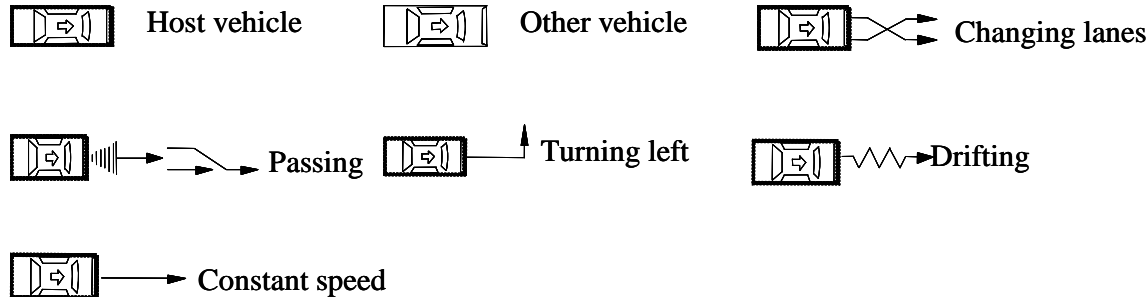 Host vehicle
Other vehicle
Changing lanes
Passing
Turning left
Drifting
Constant speed